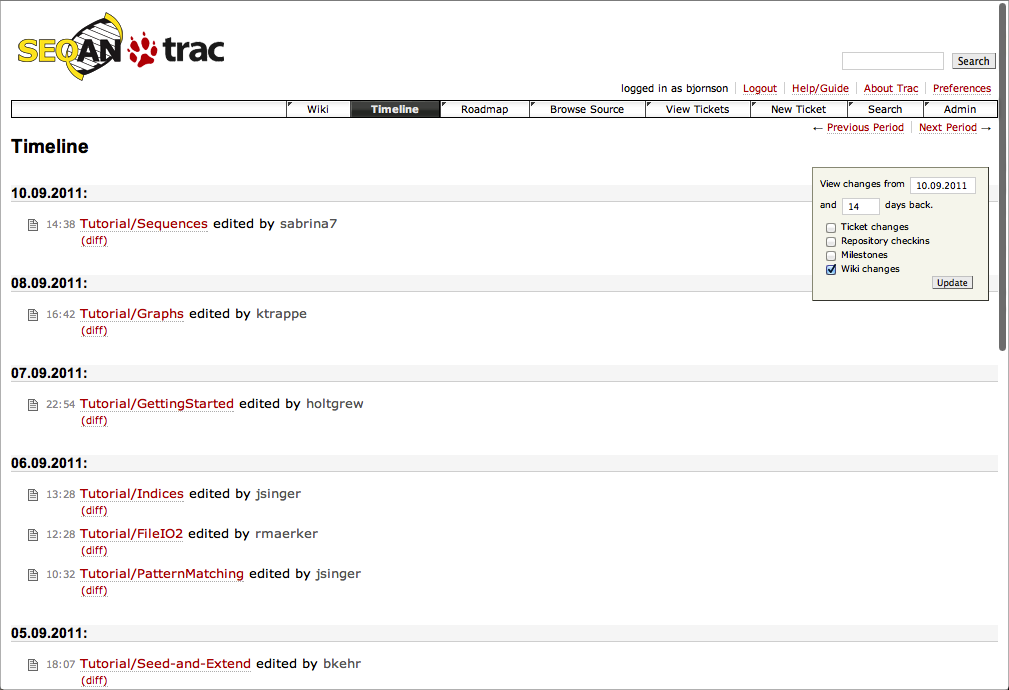 SEQAN trac
Search
logged in as bjornson Logout Help/Guide About Trac Preferences
Wiki Timeline Roadmap Browse Source View Tickets New Ticket Search Admin
← Previous Period Next Period →
Timeline
View changes from 10.09.2011
and 14 days back.
Ticket changes
Repository checkins
Milestones
Wiki changes
Update
10.09.2011:
14:38 Tutorial/Sequences edited by sabrina7
(diff)
08.09.2011:
16:42 Tutorial/Graphs edited by ktrappe
(diff)
07.09.2011:
22:54 Tutorial/GettingStarted edited by holtgrew
(diff)
06.09.2011:
13:28 Tutorial/Indices edited by jsinger
(diff)
12:28 Tutorial/FileIO2 edited by rmaerker
(diff)
10:32 Tutorial/PatternMatching edited by jsinger
(diff)
05.09.2011:
18:07 Tutorial/Seed-and-Extend edited by bkehr
(diff)